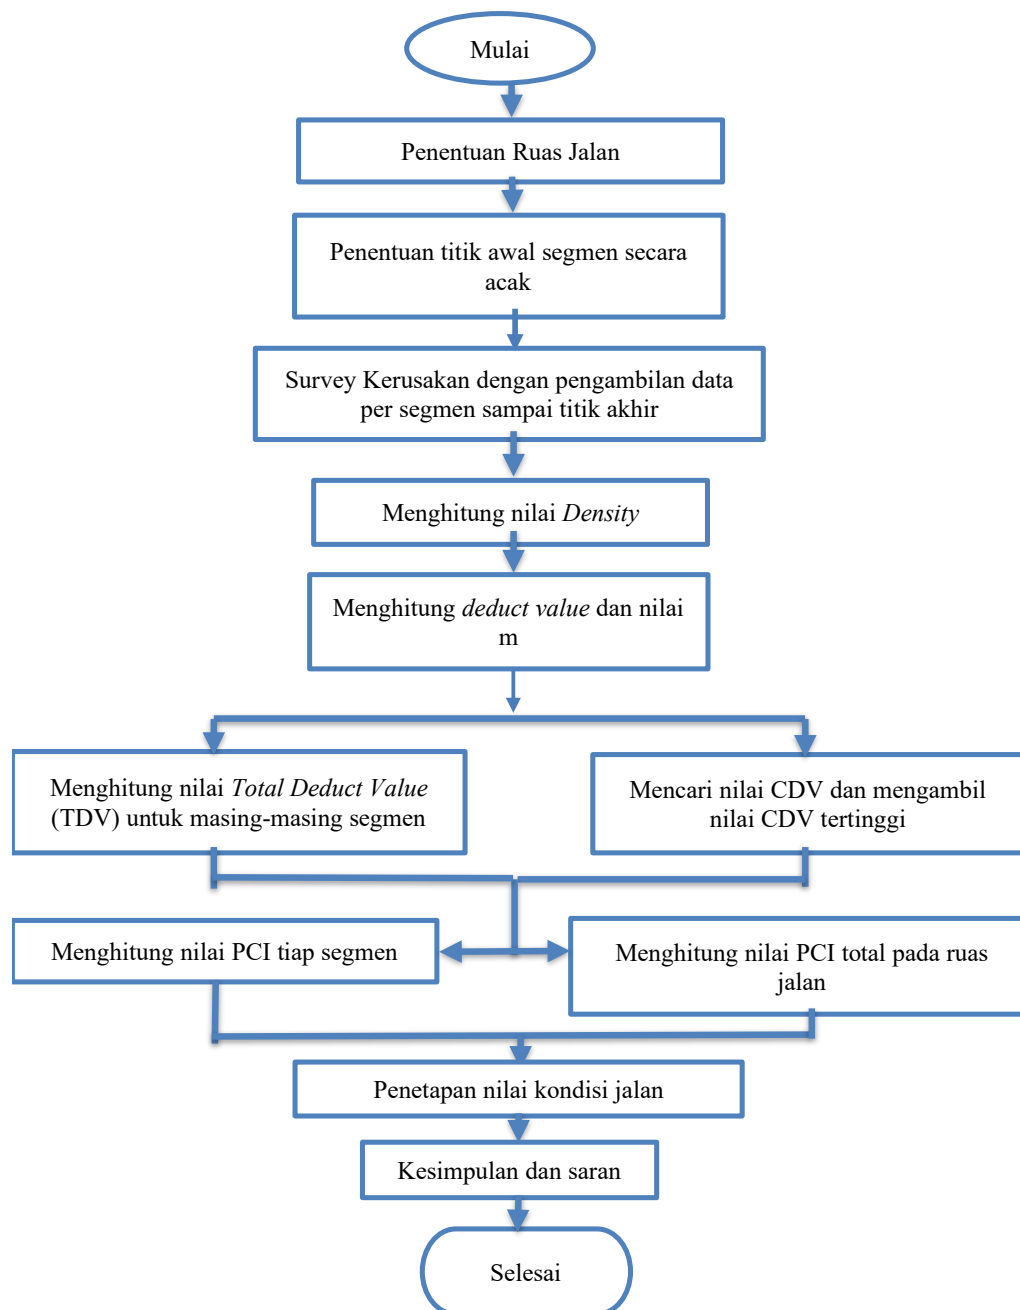 Mulai
Penentuan Ruas Jalan
Penentuan titik awal segmen secara
acak
Survey Kerusakan dengan pengambilan data
per segmen sampai titik akhir
Menghitung nilai Density
Menghitung deduct value dan nilai
m
Menghitung nilai Total Deduct Value
(TDV) untuk masing-masing segmen
Mencari nilai CDV dan mengambil
nilai CDV tertinggi
Menghitung nilai PCI tiap segmen
Menghitung nilai PCI total pada ruas
jalan
Penetapan nilai kondisi jalan
Kesimpulan dan saran
Selesai